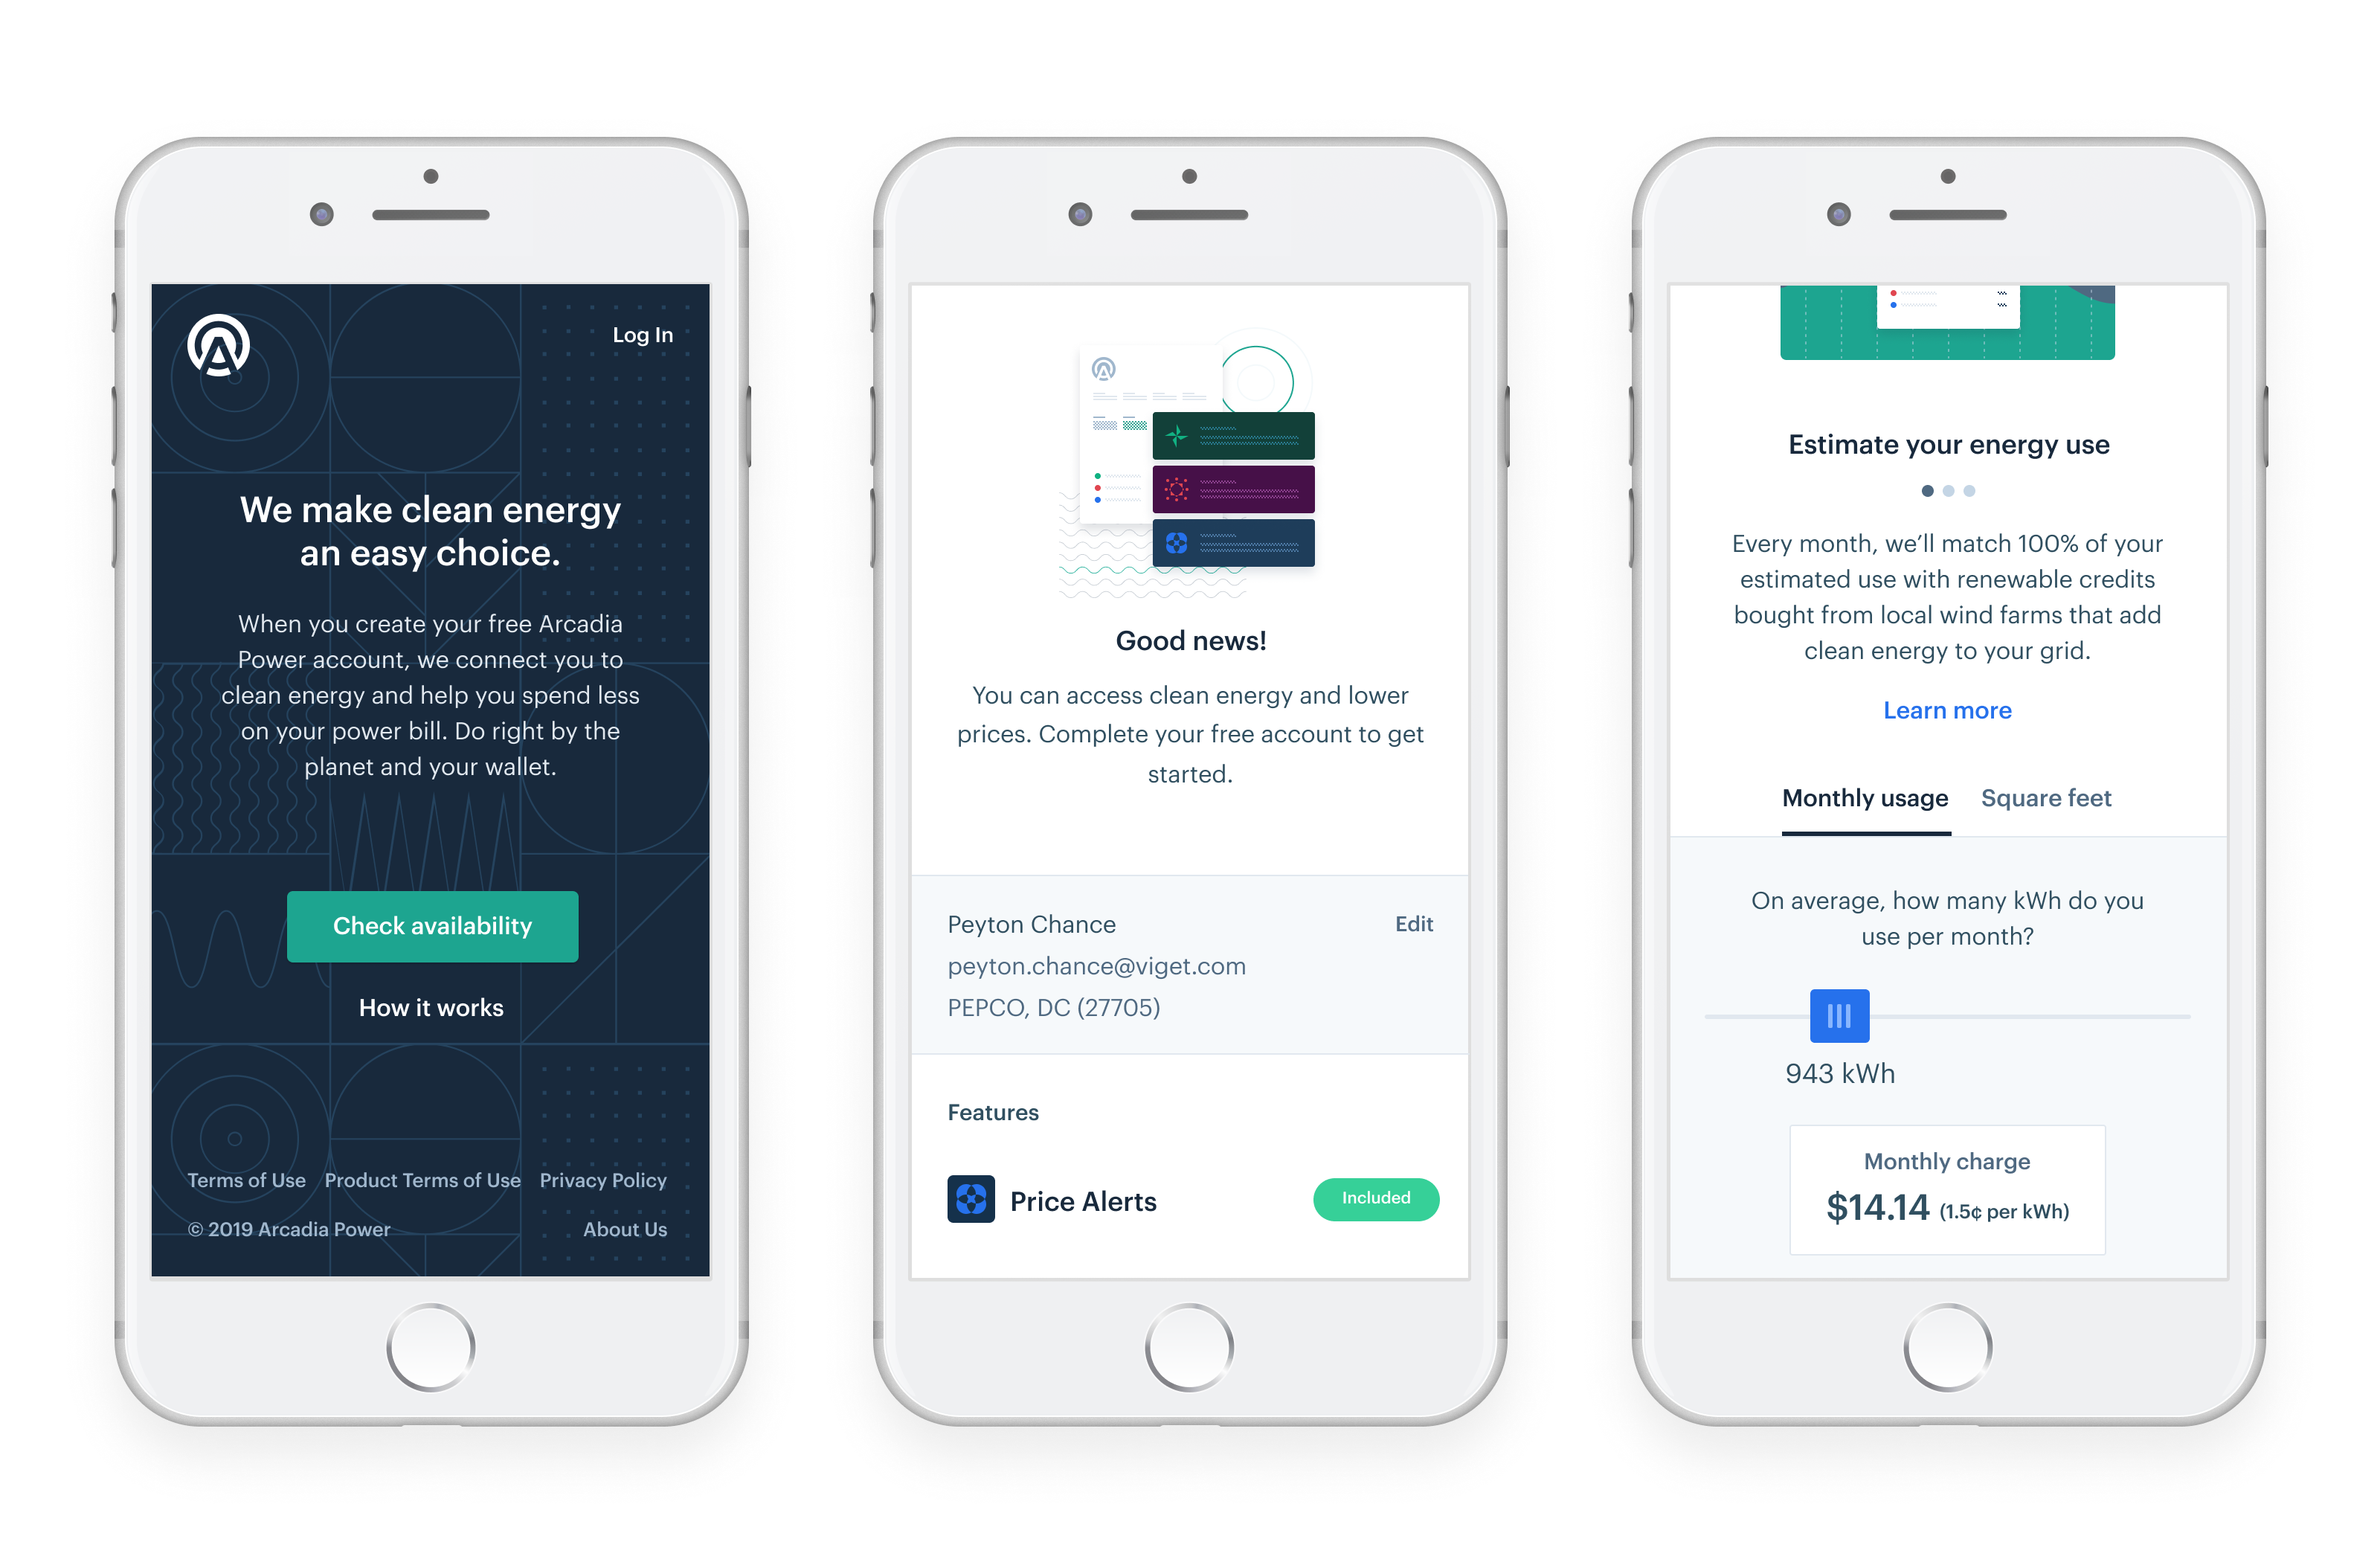 Log In
We make clean energy
an easy choice.
When you create your free Arcadia
Power account, we connect you to
clean energy and help you spend less
on your power bill. Do right by the
planet and your wallet.
Check availability
How it works
Terms of Use Product Terms of Use Privacy Policy
© 2019 Arcadia Power About Us
Good news!
You can access clean energy and lower
prices. Complete your free account to get
started.
Peyton Chance Edit
peyton.chance@viget.com
PEPCO, DC (27705)
Features
Price Alerts Included
Estimate your energy use
Every month, we’ll match 100% of your
estimated use with renewable credits
bought from local wind farms that add
clean energy to your grid.
Learn more
Monthly usage Square feet
On average, how many kWh do you
use per month?
943 kWh
Monthly charge
$14.14 (1.5¢ per kWh)